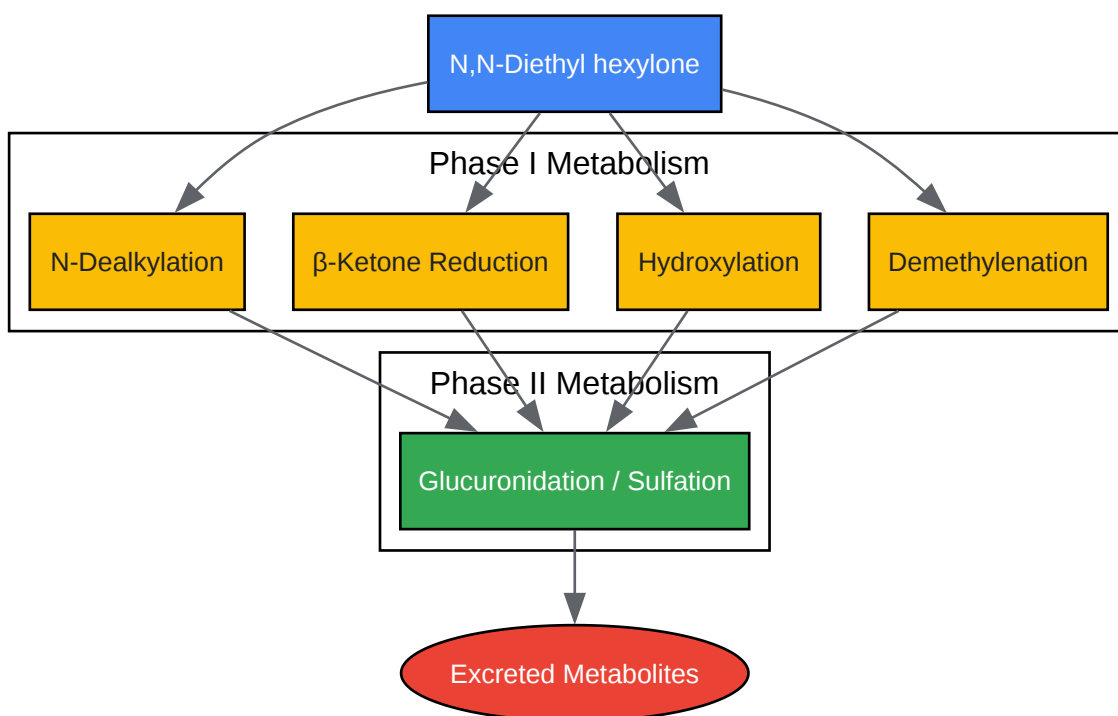 N,N-Diethyl hexylone
Phase I Metabolism
N-Dealkylation
β-Ketone Reduction
Hydroxylation
Demethylenation
Phase II Metabolism
Glucuronidation / Sulfation
Excreted Metabolites